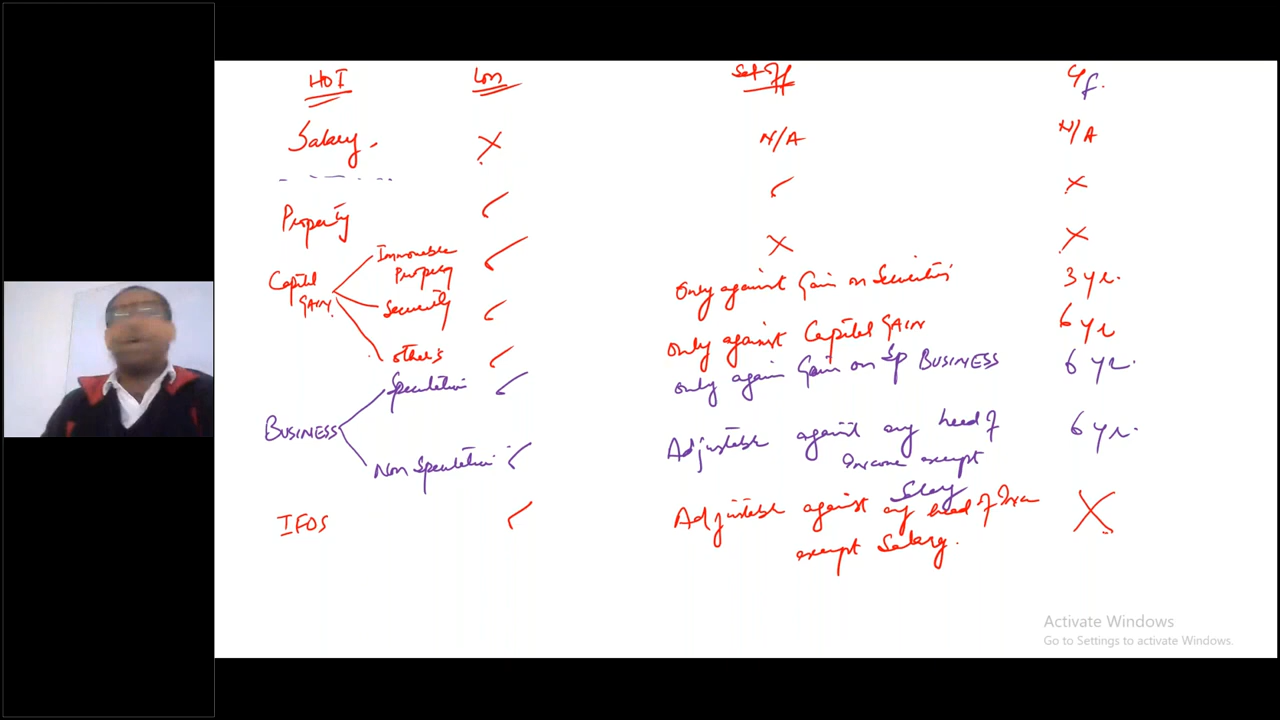 HOI Loss Set off C/f.
Salary. X N/A N/A
Property ✓ ✓ X
Capital GAIN. Immovable Property ✓ X X
Security ✓ only against Gain on Securities 3 yr.
other's ✓ only against Capital GAIN 6 yr
BUSINESS Speculation ✓ only again Gain on Sp BUSINESS 6 yr.
Non Speculation ✓ Adjustable against any head of 6 yr.
Income except
Salary
IFOS ✓ Adjustable against any head of X
except Salary.
Activate Windows
Go to Settings to activate Windows.